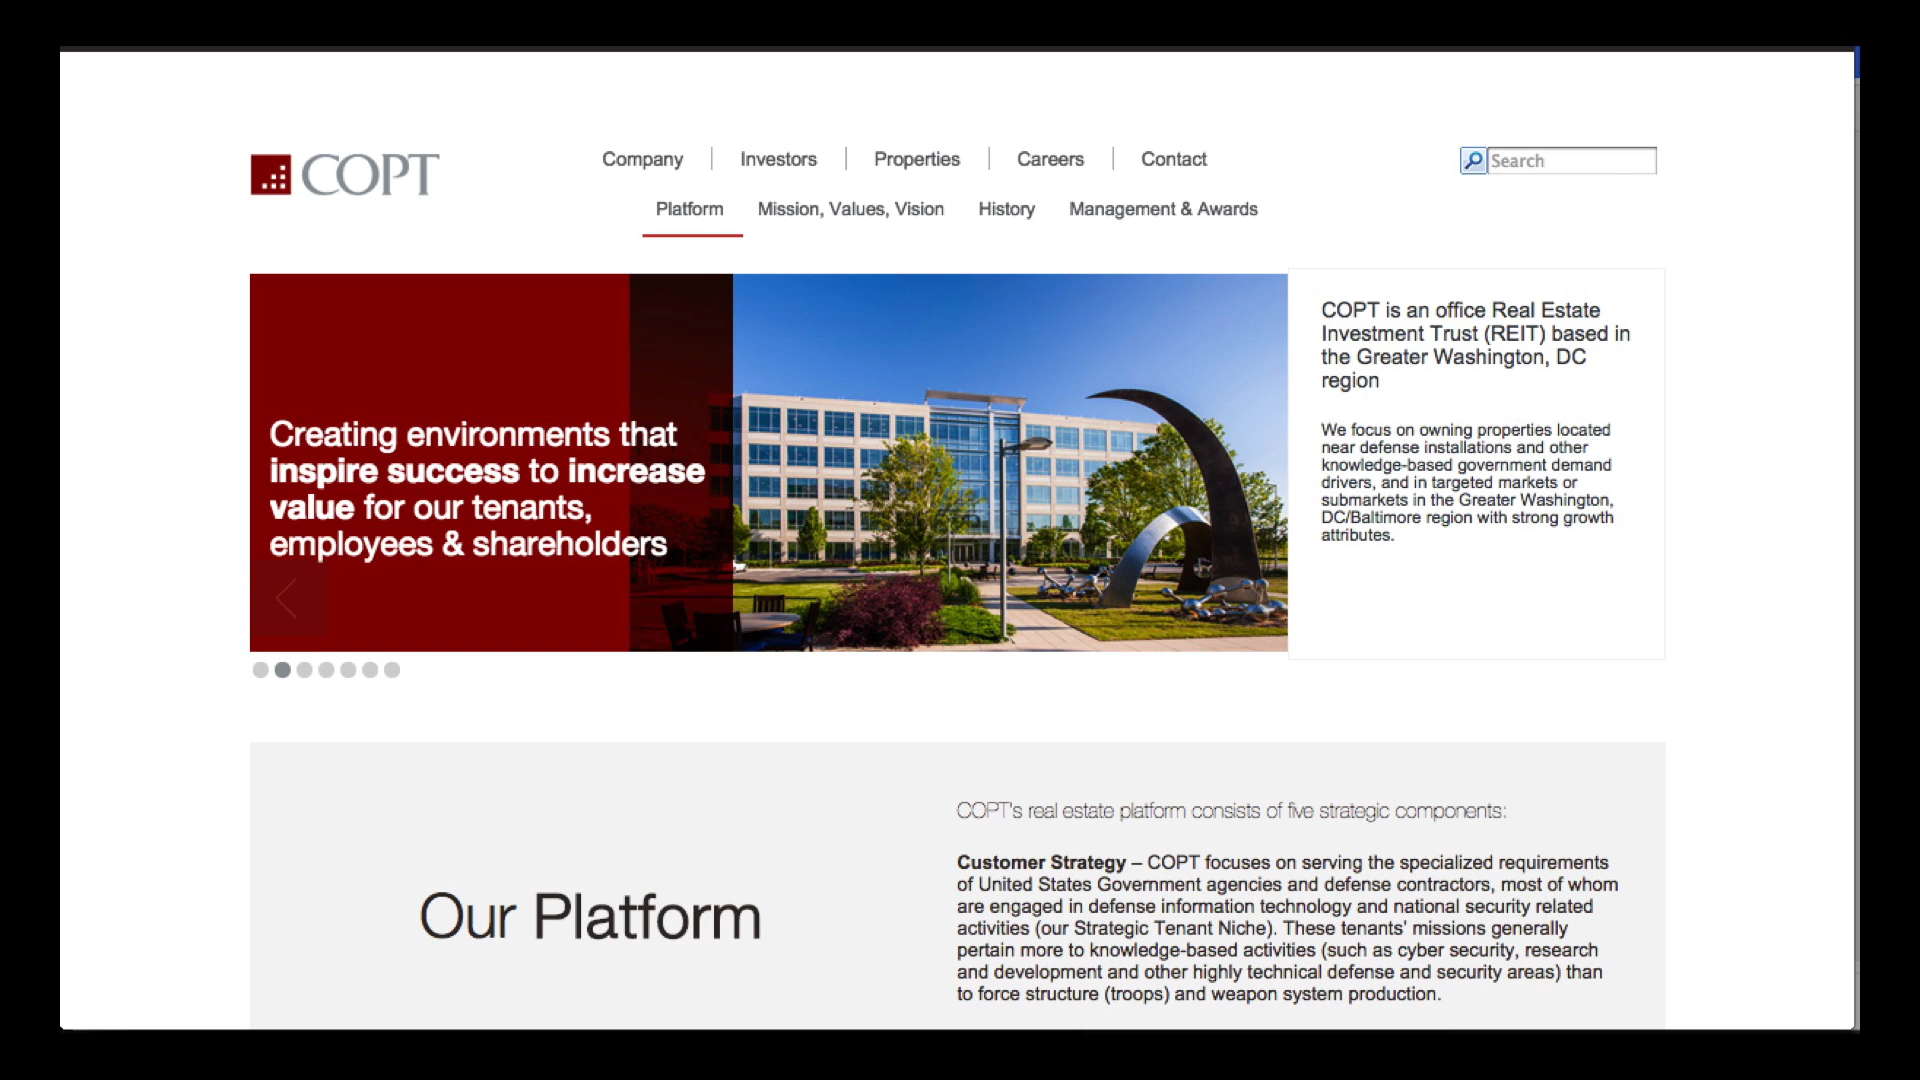 COPT
Company
Investors
Properties
Careers
Contact
Search
Platform
Mission, Values, Vision
History
Management & Awards
Creating environments that
inspire success to increase
value for our tenants,
employees & shareholders
COPT is an office Real Estate
Investment Trust (REIT) based in
the Greater Washington, DC
region
We focus on owning properties located
near defense installations and other
knowledge-based government demand
drivers, and in targeted markets or
submarkets in the Greater Washington,
DC/Baltimore region with strong growth
attributes.
Our Platform
COPT's real estate platform consists of five strategic components:
Customer Strategy – COPT focuses on serving the specialized requirements
of United States Government agencies and defense contractors, most of whom
are engaged in defense information technology and national security related
activities (our Strategic Tenant Niche). These tenants' missions generally
pertain more to knowledge-based activities (such as cyber security, research
and development and other highly technical defense and security areas) than
to force structure (troops) and weapon system production.